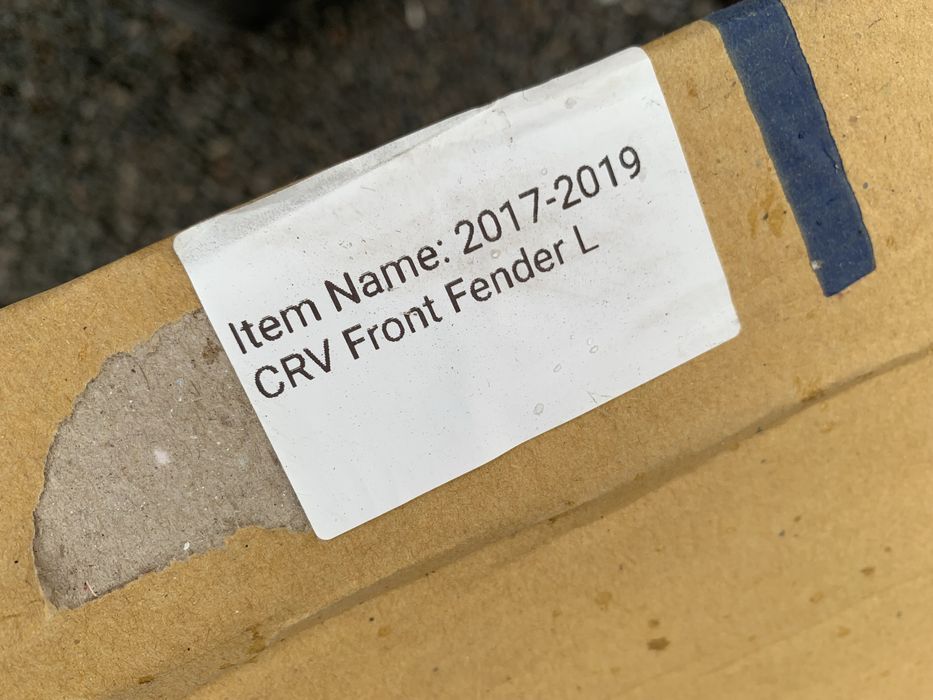 Item Name: 2017-2019
CRV Front Fender L